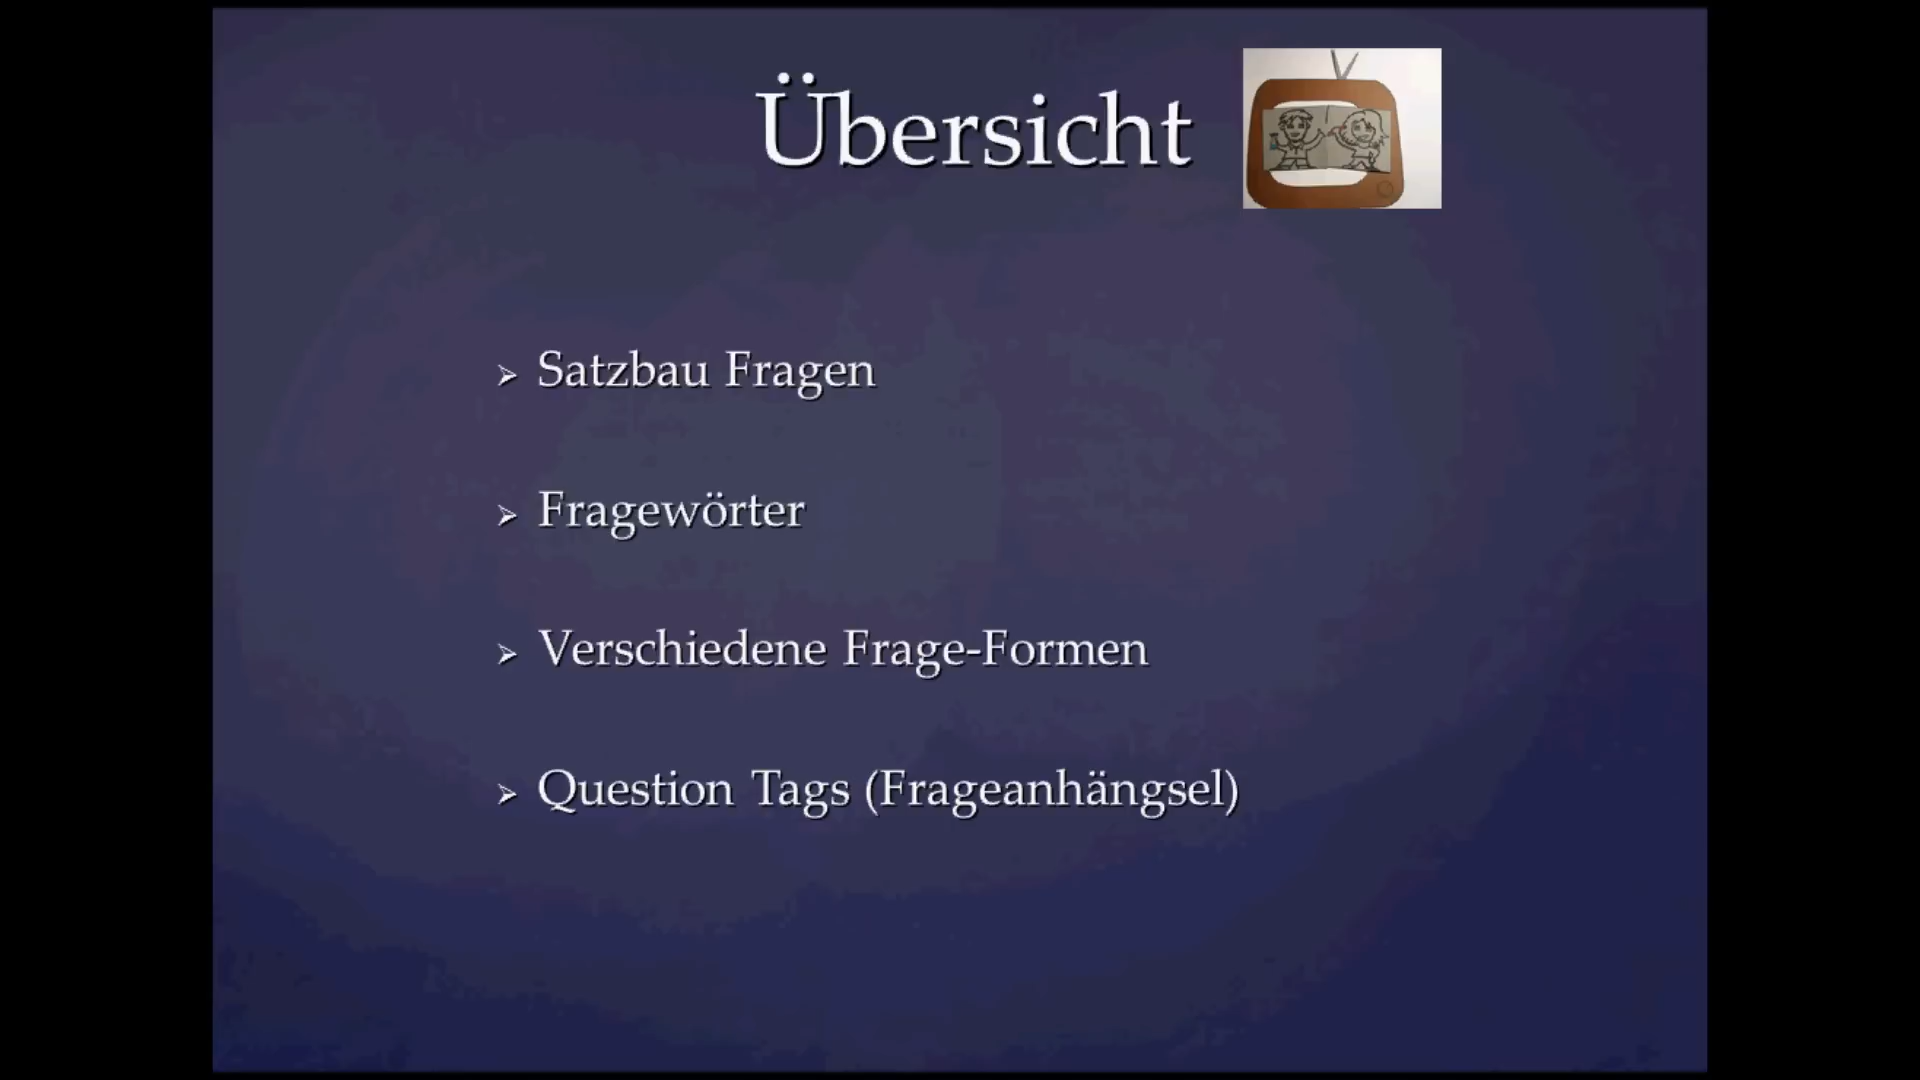 Übersicht
➢ Satzbau Fragen
➢ Fragewörter
➢ Verschiedene Frage-Formen
➢ Question Tags (Frageanhängsel)